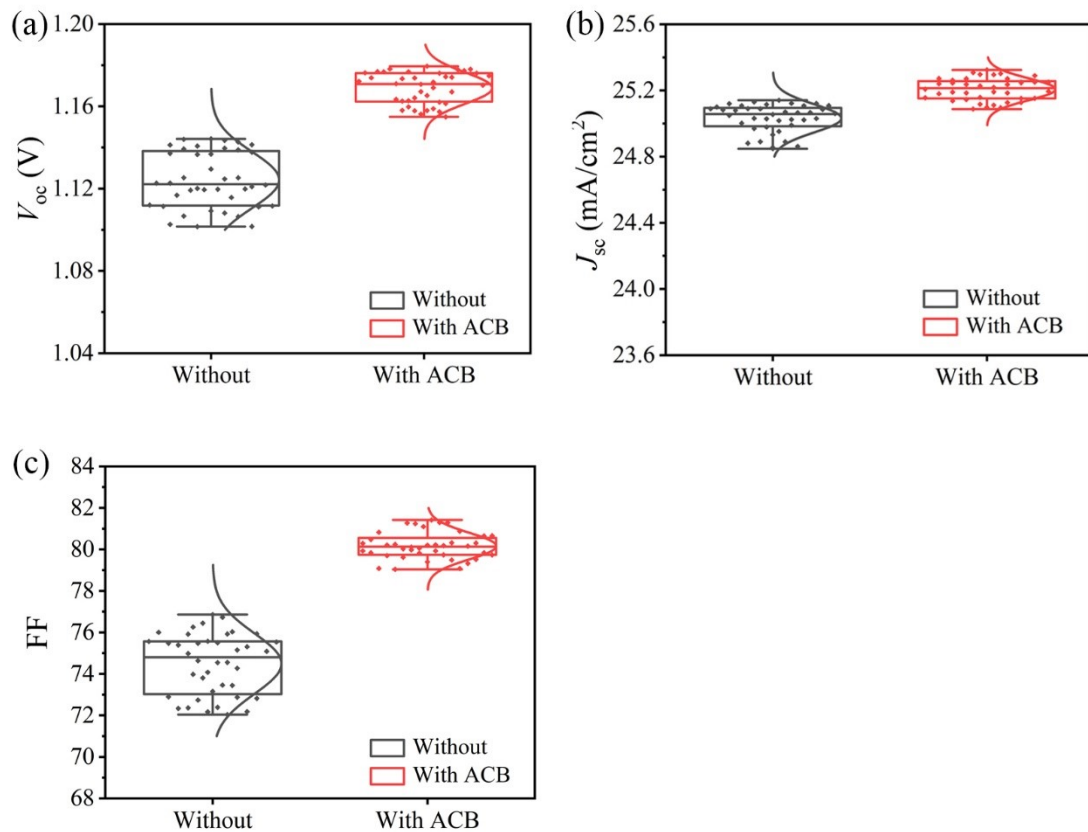 (a)
V_oc (V)
1.20
1.16
1.12
1.08
1.04
Without
With ACB
Without
With ACB
(b)
J_sc (mA/cm²)
25.6
25.2
24.8
24.4
24.0
23.6
Without
With ACB
Without
With ACB
(c)
FF
84
82
80
78
76
74
72
70
68
Without
With ACB
Without
With ACB